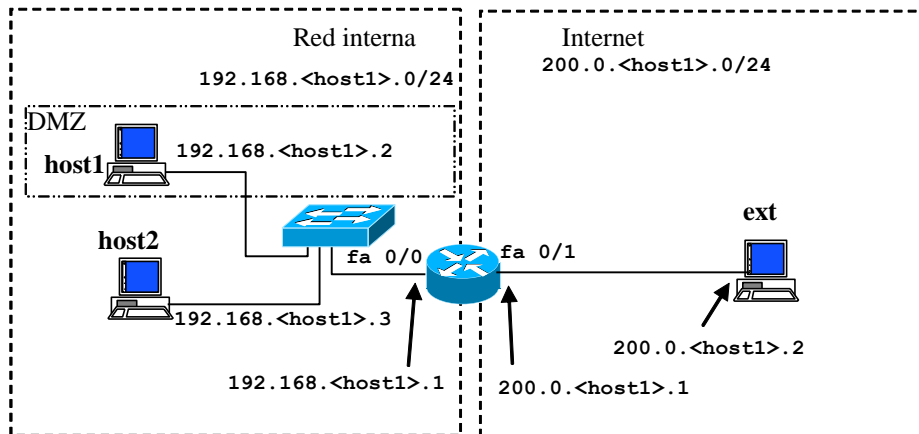 Red interna
192.168.<host1>.0/24
Internet
200.0.<host1>.0/24
DMZ
host1
192.168.<host1>.2
host2
192.168.<host1>.3
fa 0/0
fa 0/1
ext
192.168.<host1>.1
200.0.<host1>.1
200.0.<host1>.2